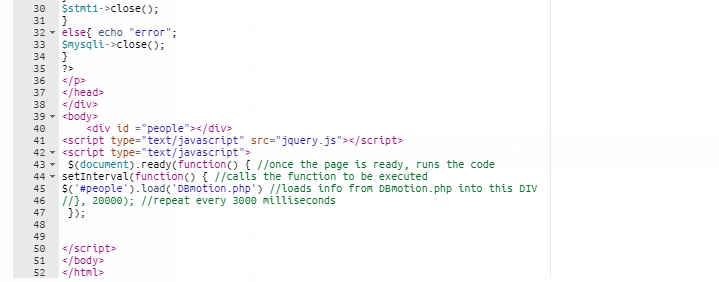 30 $stmt1->close();
31 }
32 else{ echo "error";
33 $mysqli->close();
34 }
35 ?>
36 </p>
37 </head>
38 </div>
39 <body>
40 <div id ="people"></div>
41 <script type="text/javascript" src="jquery.js"></script>
42 <script type="text/javascript">
43 $(document).ready(function() { //once the page is ready, runs the code
44 setInterval(function() { //calls the function to be executed
45 $('#people').load('DBmotion.php') //loads info from DBmotion.php into this DIV
46 //}, 20000); //repeat every 3000 milliseconds
47 });
48
49
50 </script>
51 </body>
52 </html>